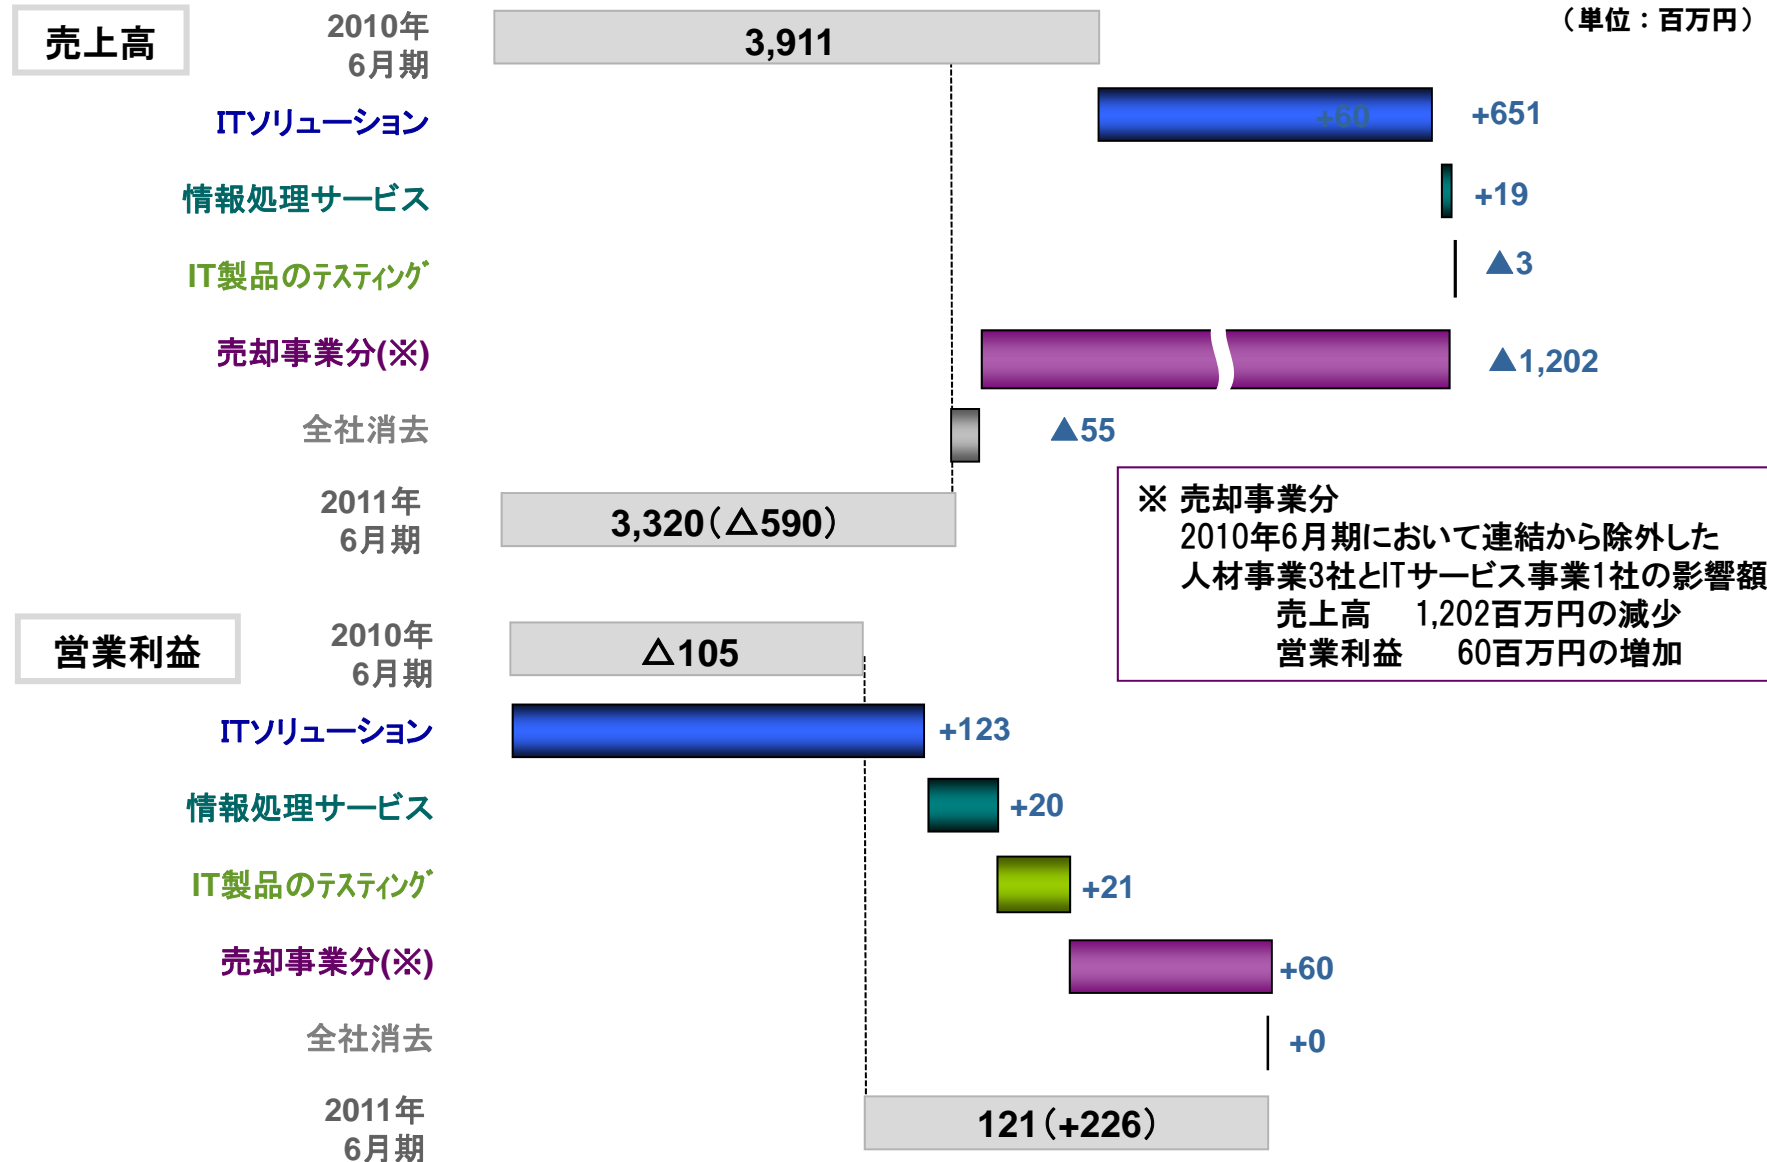 (単位：百万円)
売上高
2010年
6月期
3,911
ITソリューション
+60
+651
情報処理サービス
+19
IT製品のﾃｽﾃｨﾝｸﾞ
▲3
売却事業分(※)
▲1,202
全社消去
▲55
2011年
6月期
3,320(△590)
※ 売却事業分
2010年6月期において連結から除外した
人材事業3社とITサービス事業1社の影響額
売上高 1,202百万円の減少
営業利益 60百万円の増加
営業利益
2010年
6月期
△105
ITソリューション
+123
情報処理サービス
+20
IT製品のﾃｽﾃｨﾝｸﾞ
+21
売却事業分(※)
+60
全社消去
+0
2011年
6月期
121(+226)